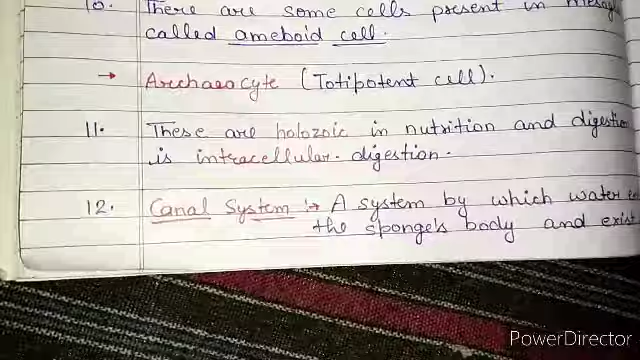 10. There are some cells present in
called ameboid cell.
→ Archaeocyte (Totipotent cell).
11. These are holozoic in nutrition and digestion
is intracellular. digestion.
12. Canal System :→ A system by which water
the sponge's body and exist
PowerDirector